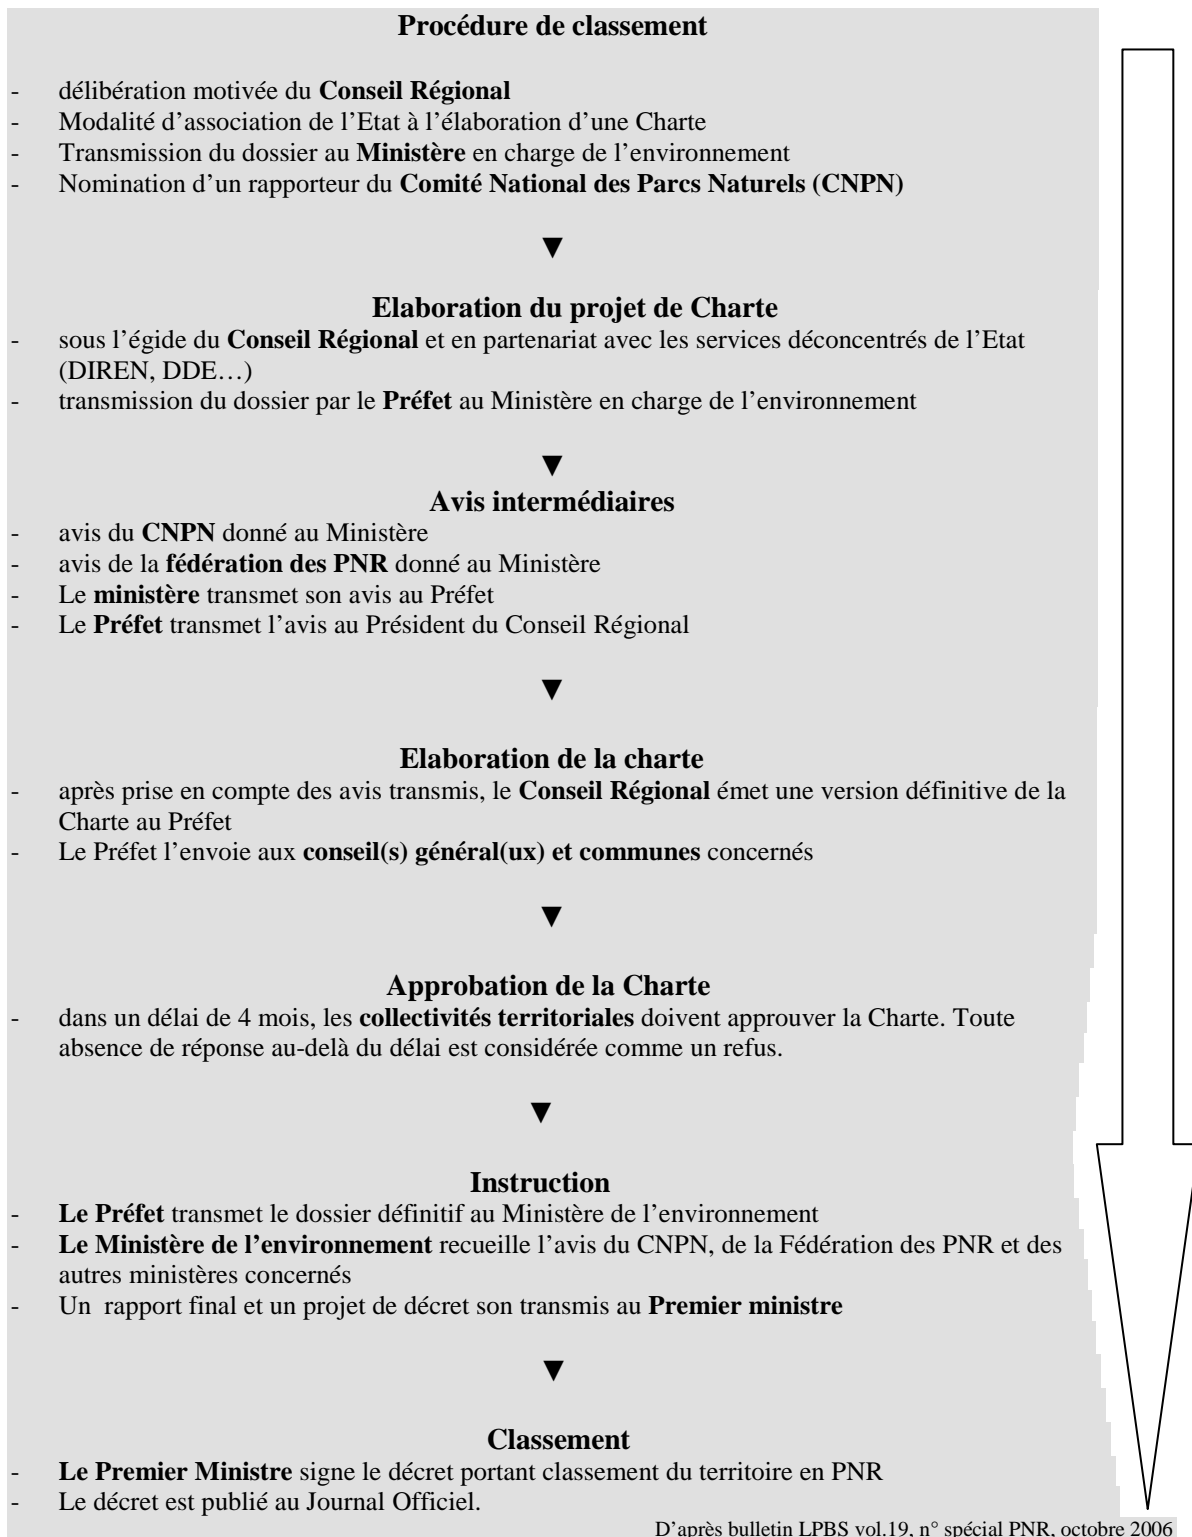 Procédure de classement
- délibération motivée du Conseil Régional
- Modalité d'association de l'Etat à l'élaboration d'une Charte
- Transmission du dossier au Ministère en charge de l'environnement
- Nomination d'un rapporteur du Comité National des Parcs Naturels (CNPN)
▼
Elaboration du projet de Charte
- sous l'égide du Conseil Régional et en partenariat avec les services déconcentrés de l'Etat
(DIREN, DDE…)
- transmission du dossier par le Préfet au Ministère en charge de l'environnement
▼
Avis intermédiaires
- avis du CNPN donné au Ministère
- avis de la fédération des PNR donné au Ministère
- Le ministère transmet son avis au Préfet
- Le Préfet transmet l'avis au Président du Conseil Régional
▼
Elaboration de la charte
- après prise en compte des avis transmis, le Conseil Régional émet une version définitive de la
Charte au Préfet
- Le Préfet l'envoie aux conseil(s) général(ux) et communes concernés
▼
Approbation de la Charte
- dans un délai de 4 mois, les collectivités territoriales doivent approuver la Charte. Toute
absence de réponse au-delà du délai est considérée comme un refus.
▼
Instruction
- Le Préfet transmet le dossier définitif au Ministère de l'environnement
- Le Ministère de l'environnement recueille l'avis du CNPN, de la Fédération des PNR et des
autres ministères concernés
- Un rapport final et un projet de décret son transmis au Premier ministre
▼
Classement
- Le Premier Ministre signe le décret portant classement du territoire en PNR
- Le décret est publié au Journal Officiel.
D'après bulletin LPBS vol.19, n° spécial PNR, octobre 2006